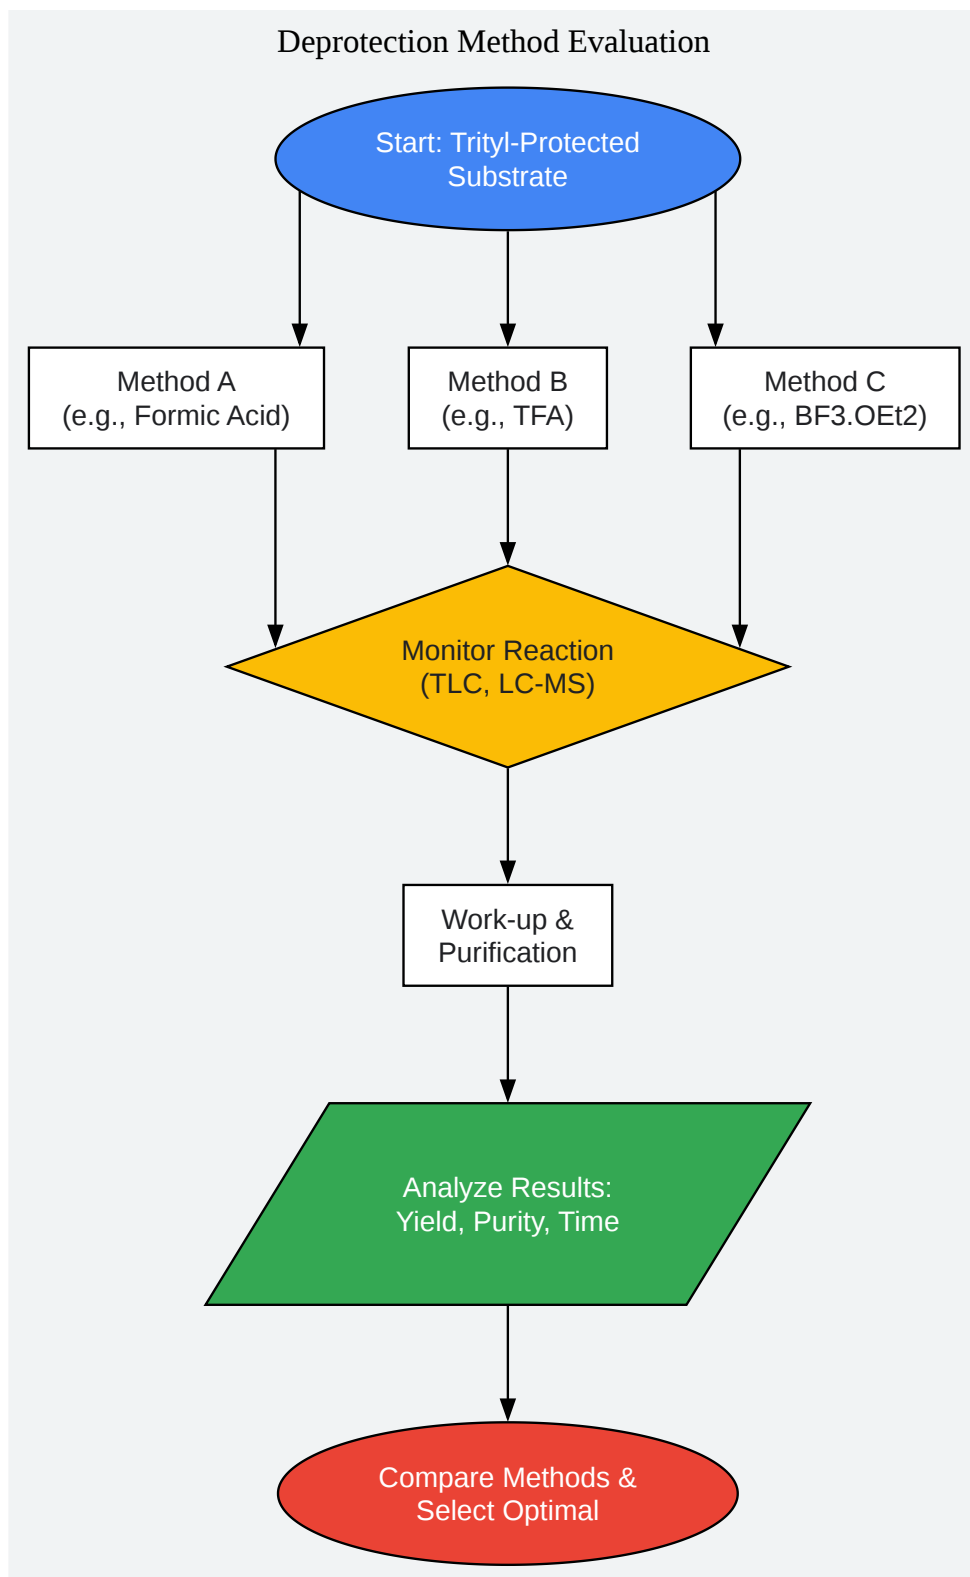 Deprotection Method Evaluation
Start: Trityl-Protected
Substrate
Method A
(e.g., Formic Acid)
Method B
(e.g., TFA)
Method C
(e.g., BF3.OEt2)
Monitor Reaction
(TLC, LC-MS)
Work-up &
Purification
Analyze Results:
Yield, Purity, Time
Compare Methods &
Select Optimal